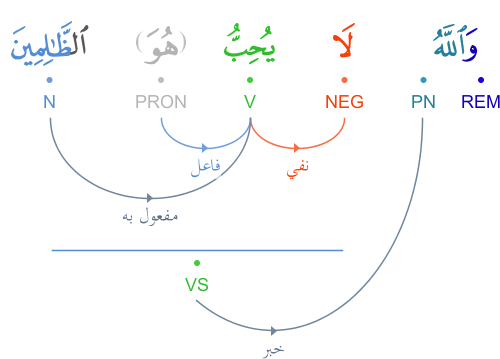 وَٱللَّهُ لَا يُحِبُّ (هُوَ) ٱلظَّـٰلِمِينَ
REM PN NEG V PRON N
نفي فاعل
مفعول به
VS
خبر